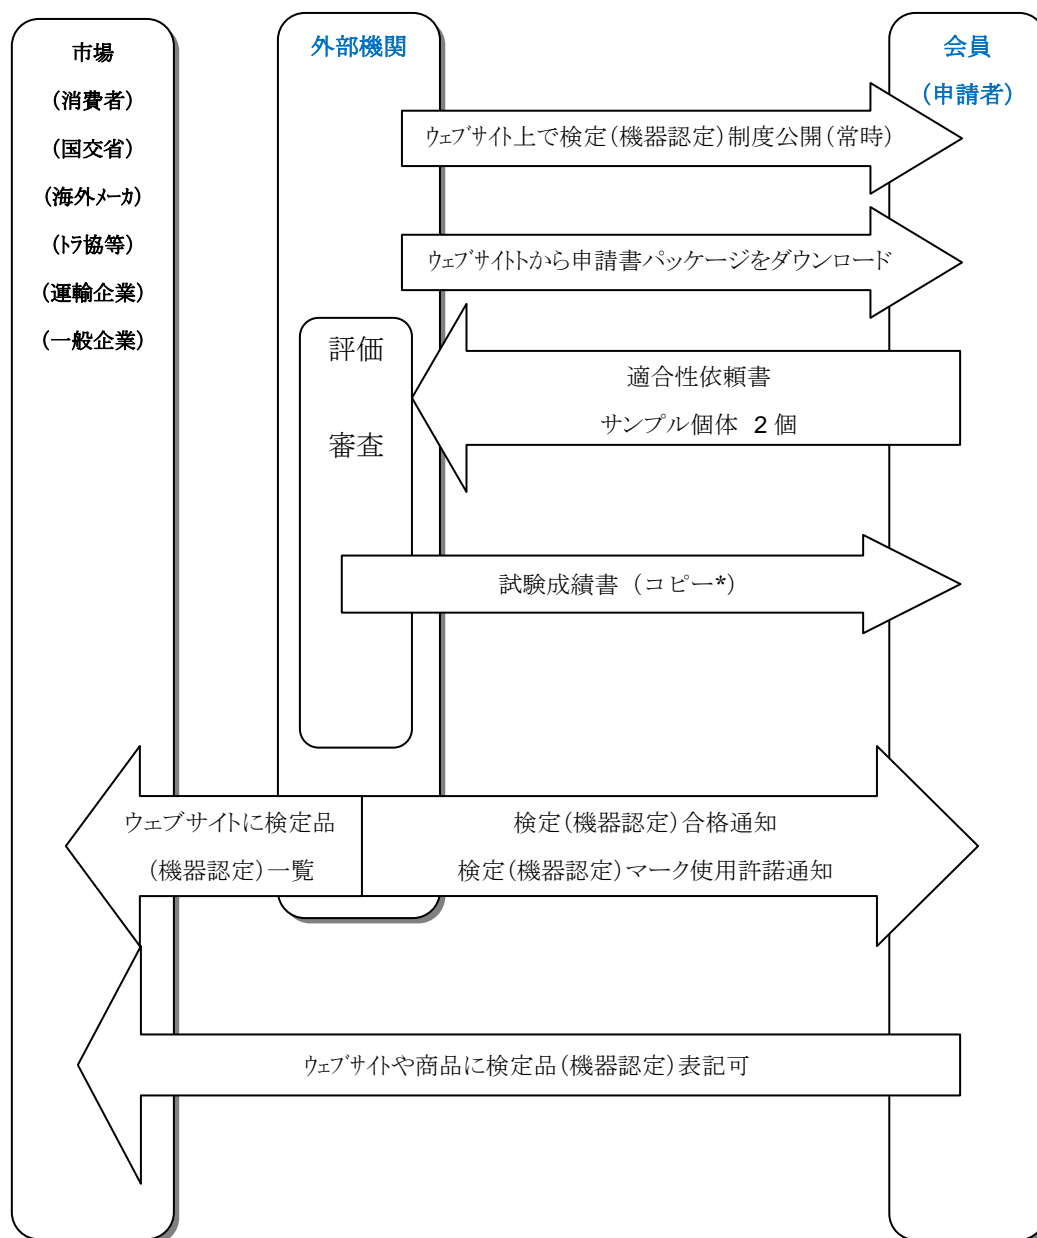 市場
(消費者)
(国交省)
(海外ﾒｰｶ)
(ﾄﾗ協等)
(運輸企業)
(一般企業)
外部機関
会員
(申請者)
ｳｪﾌﾞｻｲﾄ上で検定(機器認定)制度公開(常時)
ｳｪﾌﾞｻｲﾄトから申請書パッケージをダウンロード
評価
審査
適合性依頼書
サンプル個体 2 個
試験成績書 (コピー*)
ウェブサイトに検定品
(機器認定)一覧
検定(機器認定)合格通知
検定(機器認定)マーク使用許諾通知
ｳｪﾌﾞｻｲﾄや商品に検定品(機器認定)表記可